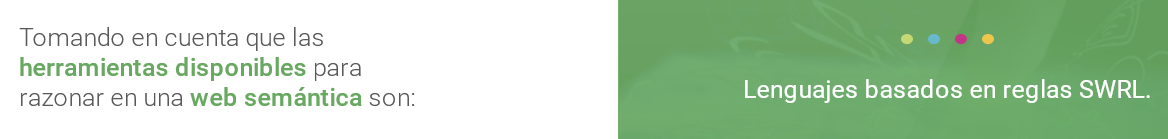 Tomando en cuenta que las
herramientas disponibles para
razonar en una web semántica son:
Lenguajes basados en reglas SWRL.